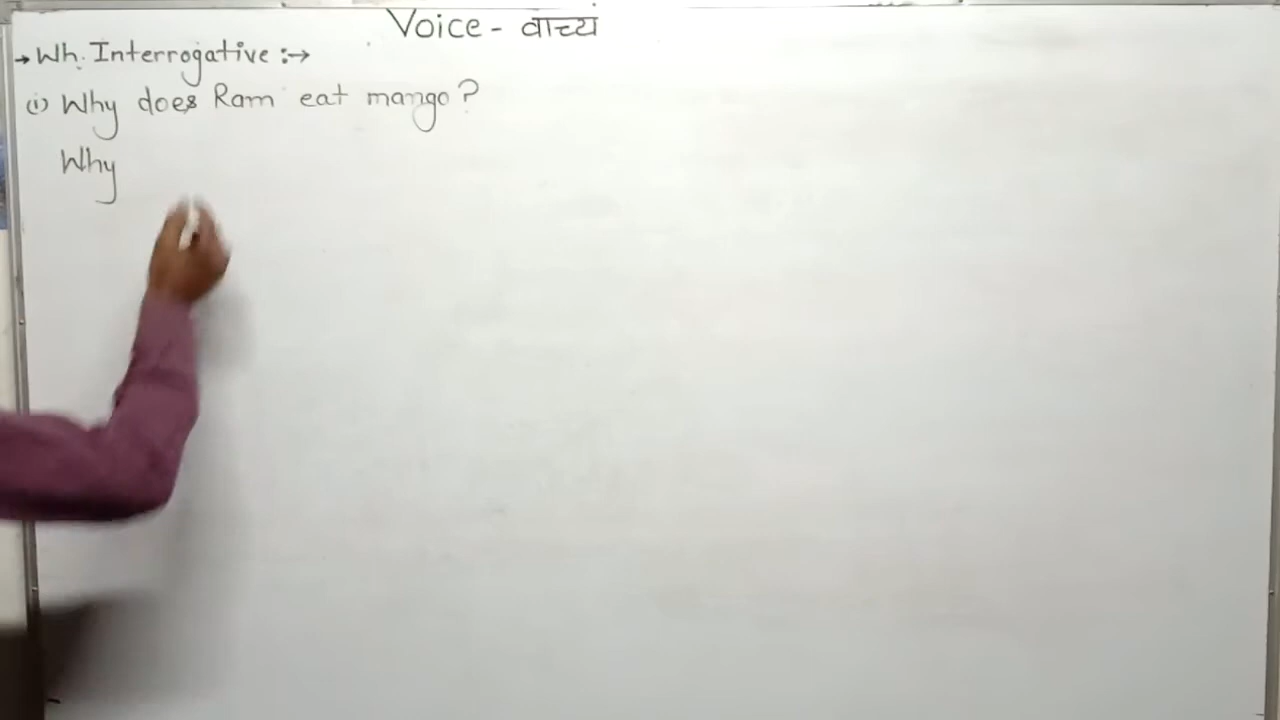 Voice - वाच्य
→ Wh. Interrogative :→
(i) Why does Ram eat mango?
Why